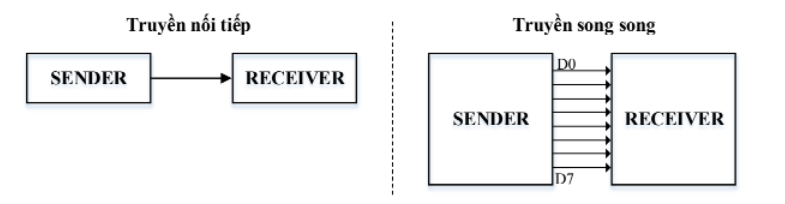 Truyền nối tiếp
SENDER
RECEIVER
Truyền song song
D0
SENDER
RECEIVER
D7